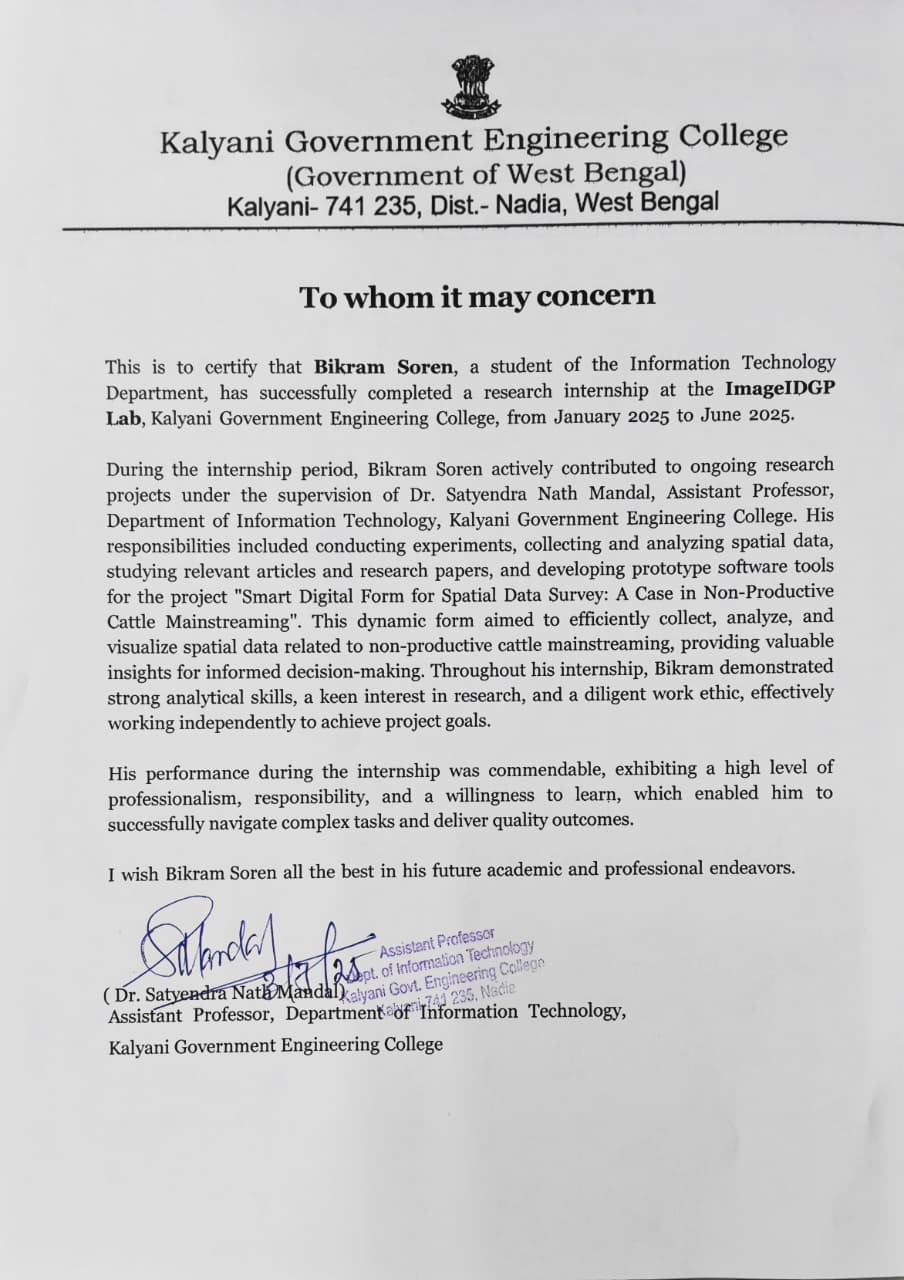 Kalyani Government Engineering College
(Government of West Bengal)
Kalyani- 741 235, Dist.- Nadia, West Bengal
To whom it may concern
This is to certify that Bikram Soren, a student of the Information Technology
Department, has successfully completed a research internship at the ImageIDGP
Lab, Kalyani Government Engineering College, from January 2025 to June 2025.
During the internship period, Bikram Soren actively contributed to ongoing research
projects under the supervision of Dr. Satyendra Nath Mandal, Assistant Professor,
Department of Information Technology, Kalyani Government Engineering College. His
responsibilities included conducting experiments, collecting and analyzing spatial data,
studying relevant articles and research papers, and developing prototype software tools
for the project "Smart Digital Form for Spatial Data Survey: A Case in Non-Productive
Cattle Mainstreaming". This dynamic form aimed to efficiently collect, analyze, and
visualize spatial data related to non-productive cattle mainstreaming, providing valuable
insights for informed decision-making. Throughout his internship, Bikram demonstrated
strong analytical skills, a keen interest in research, and a diligent work ethic, effectively
working independently to achieve project goals.
His performance during the internship was commendable, exhibiting a high level of
professionalism, responsibility, and a willingness to learn, which enabled him to
successfully navigate complex tasks and deliver quality outcomes.
I wish Bikram Soren all the best in his future academic and professional endeavors.
SNMandal
3/7/25
Assistant Professor
Dept. of Information Technology
Kalyani Govt. Engineering College
Kalyani-741 235, Nadia
( Dr. Satyendra Nath Mandal)
Assistant Professor, Department of Information Technology,
Kalyani Government Engineering College